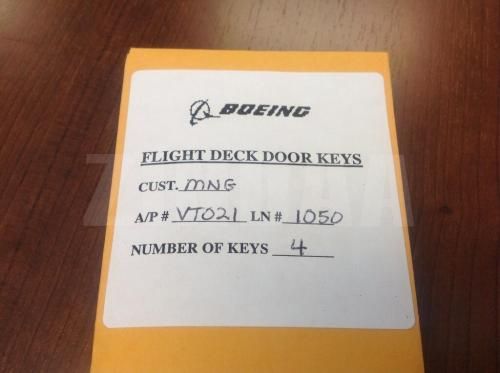 BOEING
FLIGHT DECK DOOR KEYS
CUST. MNG
A/P # VT021 LN # 1050
NUMBER OF KEYS 4